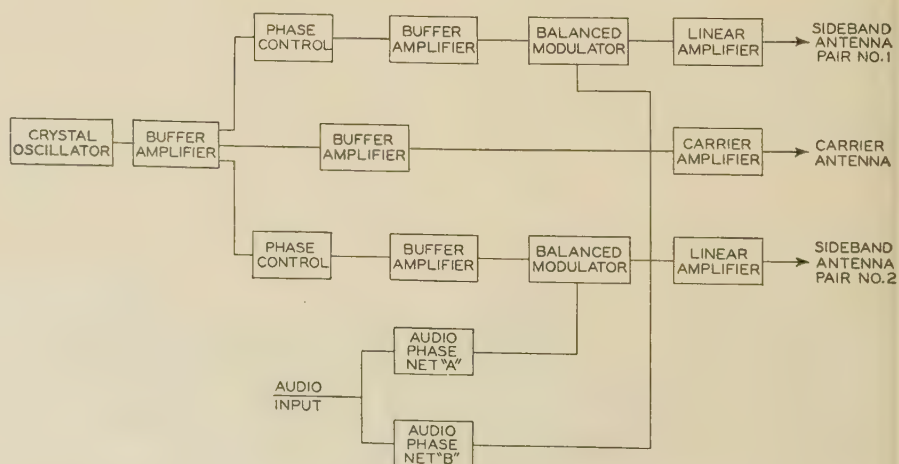 PHASE
CONTROL
BUFFER
AMPLIFIER
BALANCED
MODULATOR
LINEAR
AMPLIFIER
SIDEBAND
ANTENNA
PAIR NO.1
CRYSTAL
OSCILLATOR
BUFFER
AMPLIFIER
BUFFER
AMPLIFIER
CARRIER
AMPLIFIER
CARRIER
ANTENNA
PHASE
CONTROL
BUFFER
AMPLIFIER
BALANCED
MODULATOR
LINEAR
AMPLIFIER
SIDEBAND
ANTENNA
PAIR NO.2
AUDIO
PHASE
NET "A"
AUDIO
INPUT
AUDIO
PHASE
NET "B"